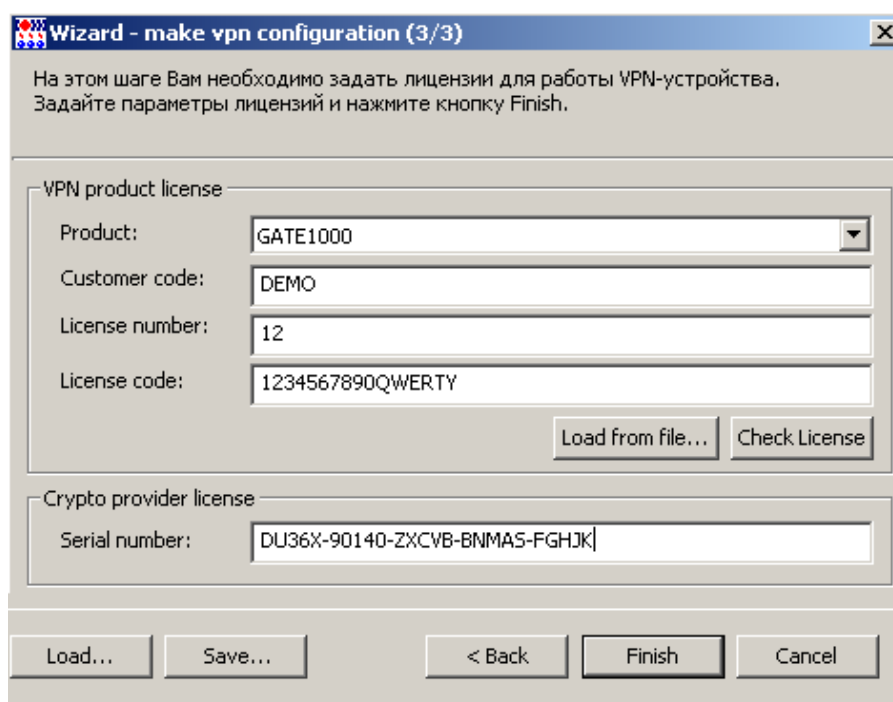 Wizard - make vpn configuration (3/3)
На этом шаге Вам необходимо задать лицензии для работы VPN-устройства.
Задайте параметры лицензий и нажмите кнопку Finish.
VPN product license
Product: GATE1000
Customer code: DEMO
License number: 12
License code: 1234567890QWERTY
Load from file... Check License
Crypto provider license
Serial number: DU36X-90140-ZXCVB-BNMAS-FGHJK
Load... Save... < Back Finish Cancel